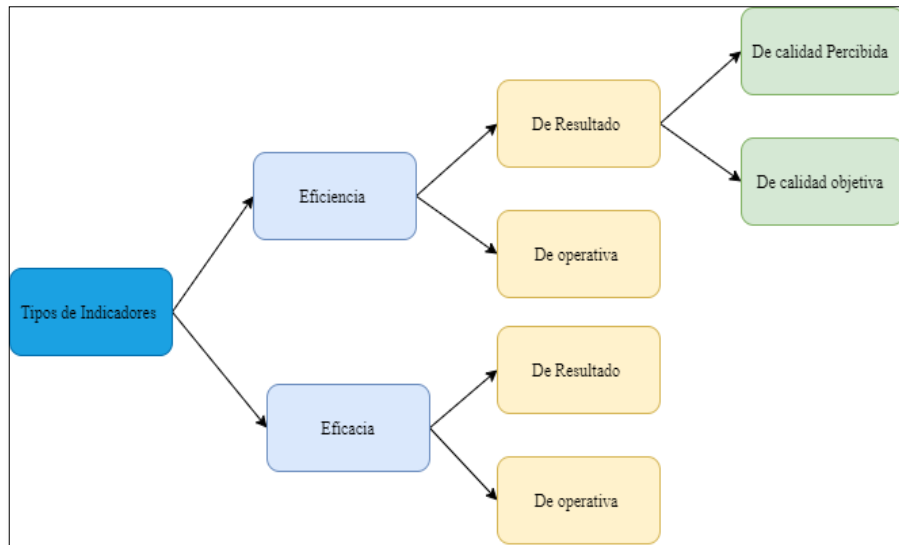 De calidad Percibida
De Resultado
De calidad objetiva
Eficiencia
De operativa
Tipos de Indicadores
De Resultado
Eficacia
De operativa